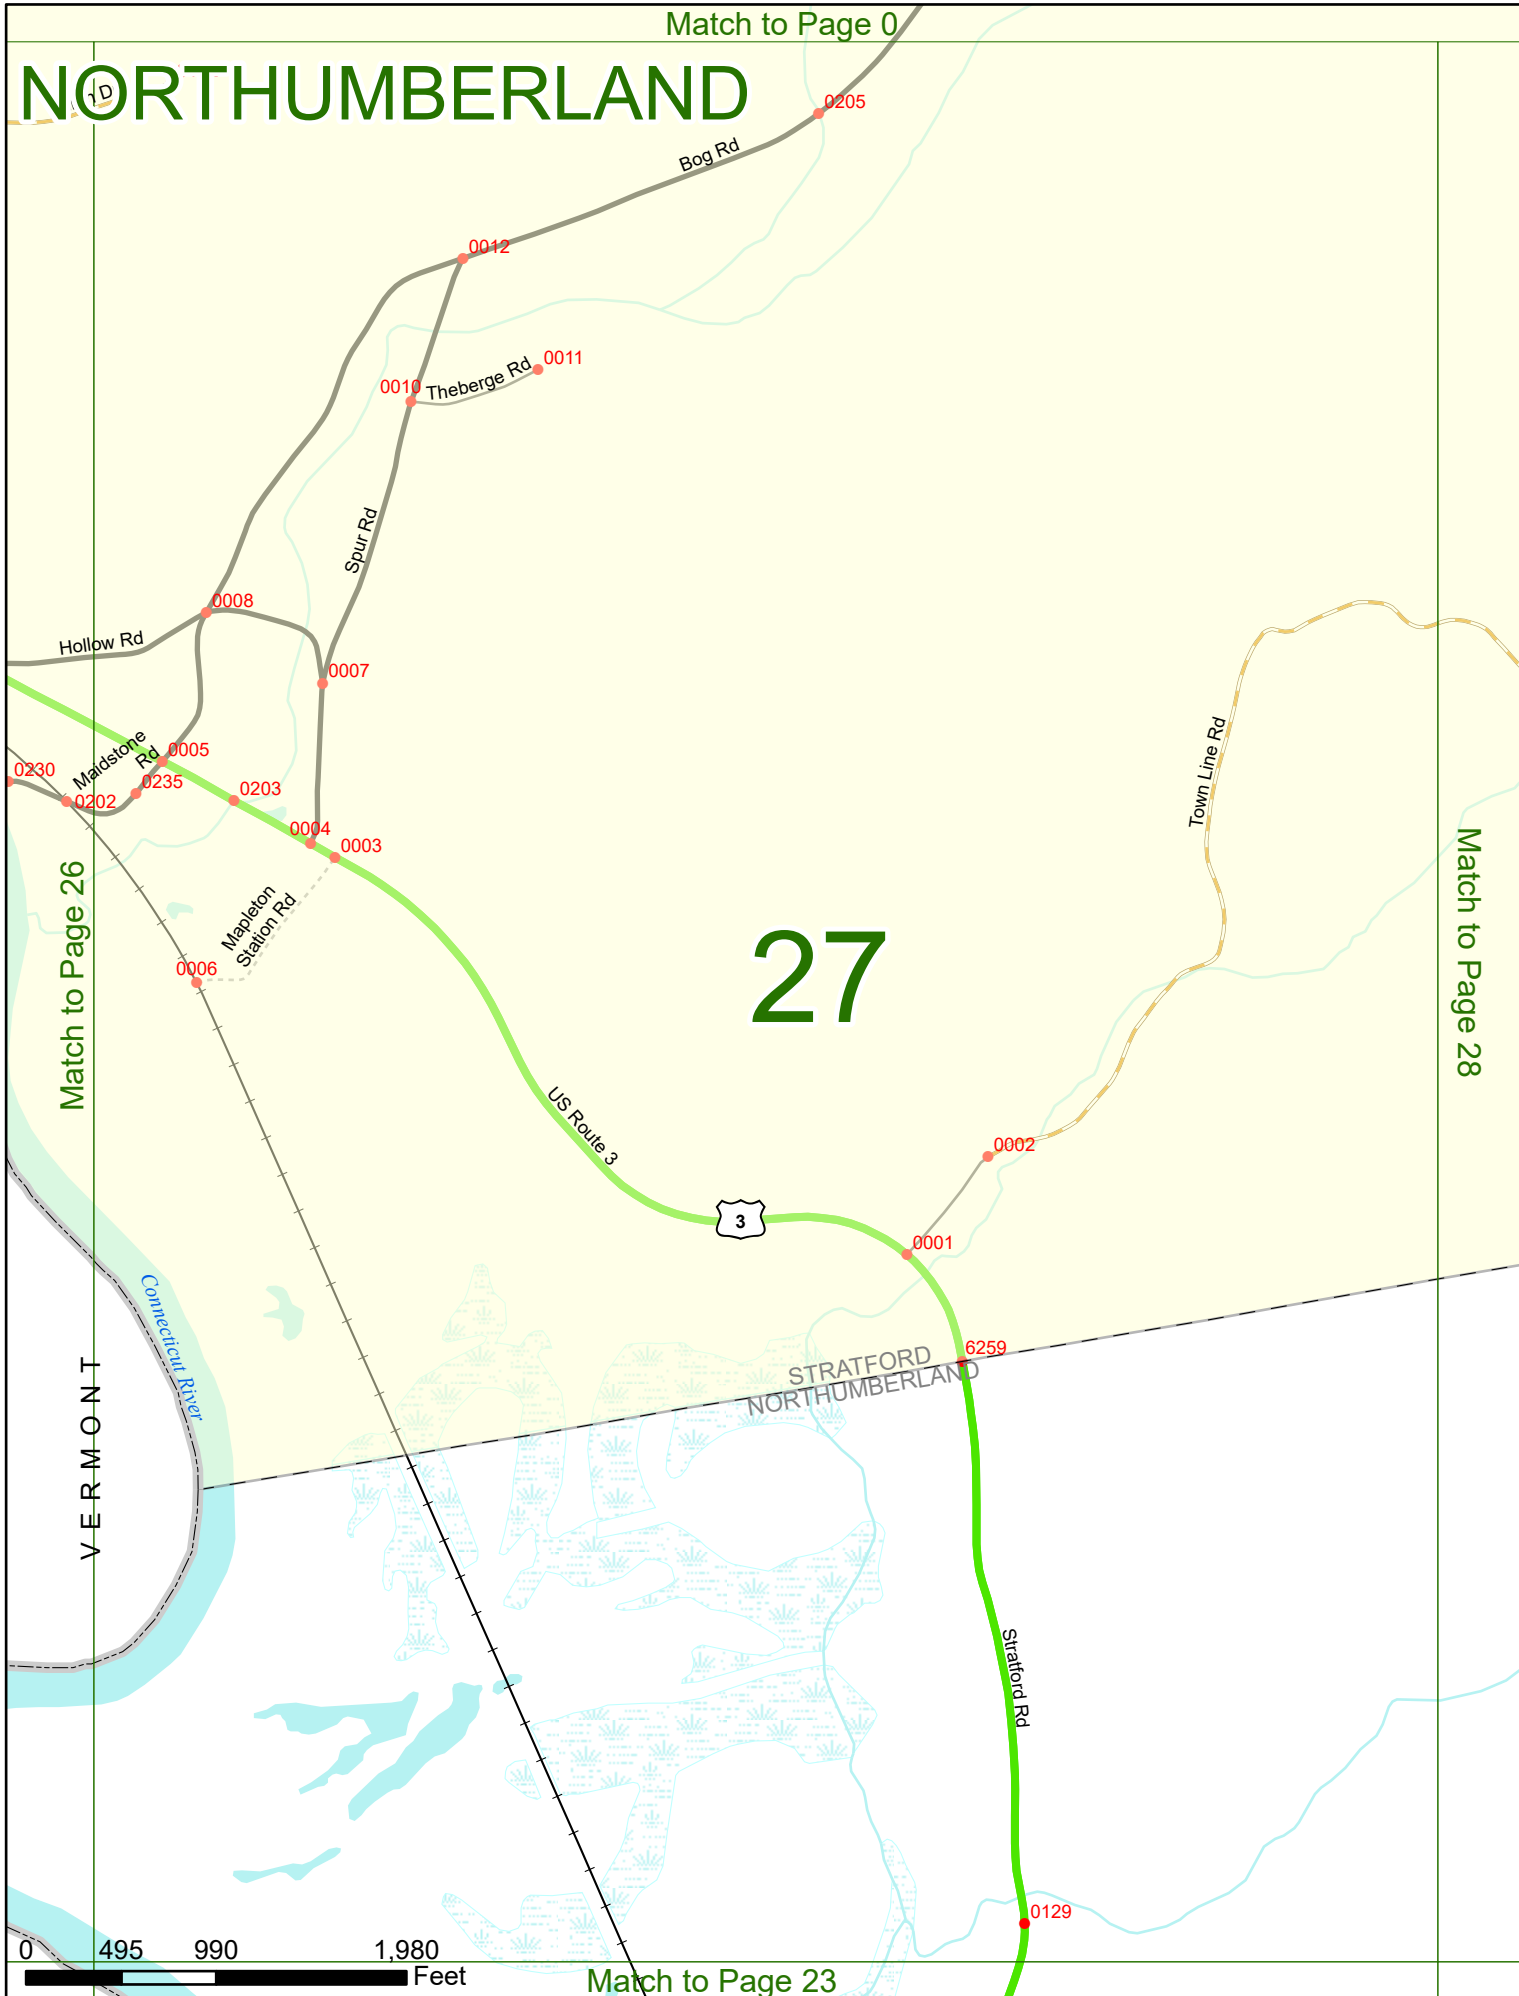 Match to Page 0
NORTHUMBERLAND
0205
Bog Rd
0012
0011
Theberge Rd
0010
Spur Rd
0008
Hollow Rd
0007
Maidstone
Rd
0005
0230
0235
0202
0203
0004
0003
Town Line Rd
Match to Page 26
Match to Page 28
Mapleton
Station Rd
0006
27
US Route 3
3
0002
0001
Connecticut River
VERMONT
6259
STRATFORD
NORTHUMBERLAND
Stratford Rd
0129
0 495 990 1,980
Feet
Match to Page 23